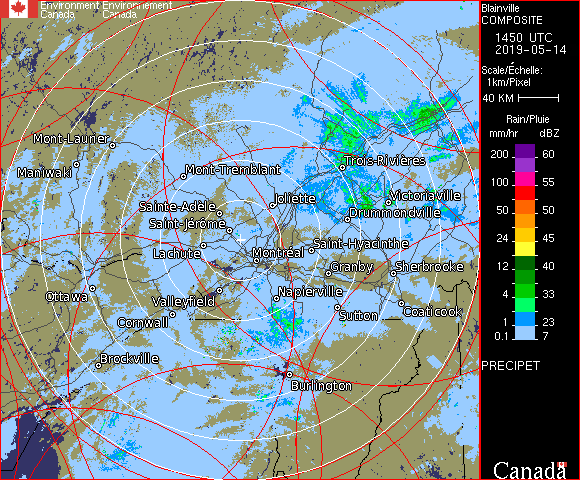 Environment Environnement
Canada Canada
Blainville
COMPOSITE
1450 UTC
2019-05-14
Scale/Échelle:
1km/Pixel
40 KM
Rain/Pluie
mm/hr dBZ
200 60
100 55
50 50
24 45
12 40
4 33
1 23
0.1 7
PRECIPET
Mont-Laurier
Maniwaki
Mont-Tremblant
Trois-Rivières
Sainte-Adèle
Joliette
Victoriaville
Saint-Jérôme
Drummondville
Lachute
Montréal
Saint-Hyacinthe
Granby
Sherbrooke
Ottawa
Valleyfield
Napierville
Cornwall
Sutton
Coaticook
Brockville
Burlington
Canada